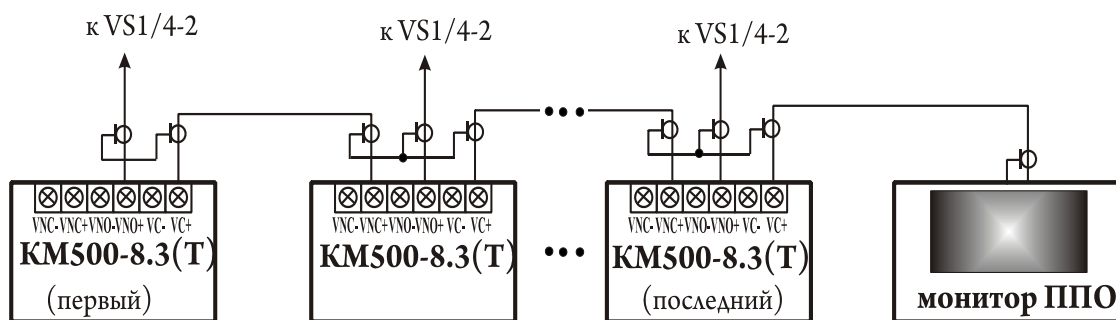 к VS1/4-2 к VS1/4-2 к VS1/4-2
VNC- VNC+ VNO- VNO+ VC- VC+ VNC- VNC+ VNO- VNO+ VC- VC+ VNC- VNC+ VNO- VNO+ VC- VC+
КМ500-8.3(Т) КМ500-8.3(Т) ••• КМ500-8.3(Т)
(первый) (последний) монитор ППО